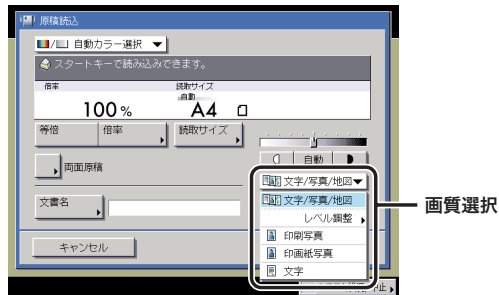 原稿読込
自動カラー選択
スタートキーで読み込みできます。
倍率
読取サイズ
自動
100 % A4
等倍 倍率 読取サイズ
自動
両面原稿
文字/写真/地図
文書名
文字/写真/地図
レベル調整
印刷写真
印画紙写真
文字
キャンセル
画質選択